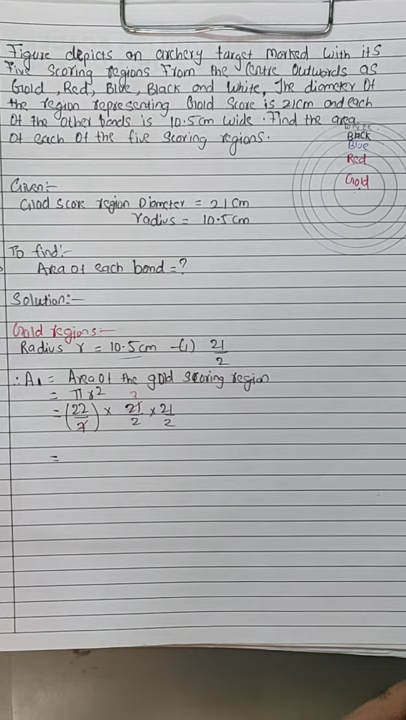 Figure depicts an archery target marked with its
Five scoring regions From the Centre Outwards as
Gold, Red, Blue, Black and White, The diameter Of
the region representing Gold Score is 21cm and each
Of the other bands is 10.5cm wide. Find the area
Of each Of the five scoring regions.
White
Black
Blue
Red
Gold
Given:-
Glod score region Diameter = 21cm
radius = 10.5cm
To find:-
Area of each bond = ?
Solution:-
Gold regions:-
Radius r = 10.5cm -(1) 21/2
∴ A₁ = Area Of the gold scoring region
= πr²
= (22/7) × 21/2 × 21/2
3
=